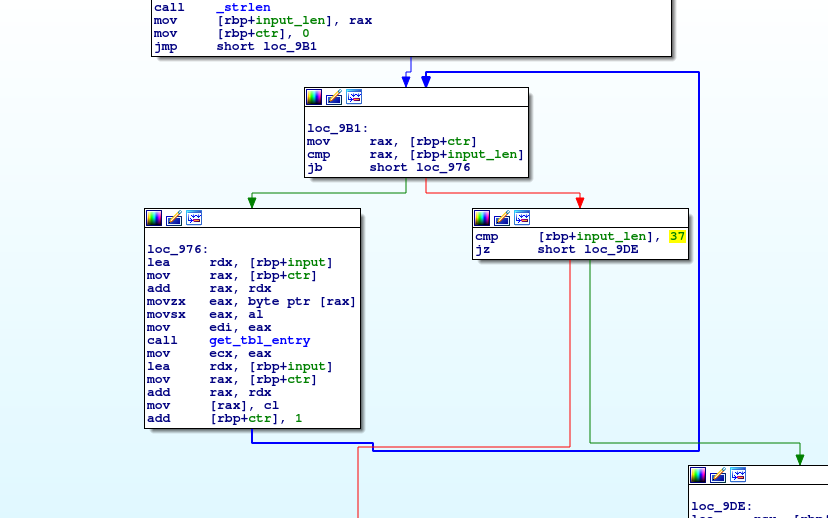 call    _strlen
mov     [rbp+input_len], rax
mov     [rbp+ctr], 0
jmp     short loc_9B1
loc_9B1:
mov     rax, [rbp+ctr]
cmp     rax, [rbp+input_len]
jb      short loc_976
loc_976:
lea     rdx, [rbp+input]
mov     rax, [rbp+ctr]
add     rax, rdx
movzx   eax, byte ptr [rax]
movsx   eax, al
mov     edi, eax
call    get_tbl_entry
mov     ecx, eax
lea     rdx, [rbp+input]
mov     rax, [rbp+ctr]
add     rax, rdx
mov     [rax], cl
add     [rbp+ctr], 1
cmp     [rbp+input_len], 37
jz      short loc_9DE
loc_9DE: